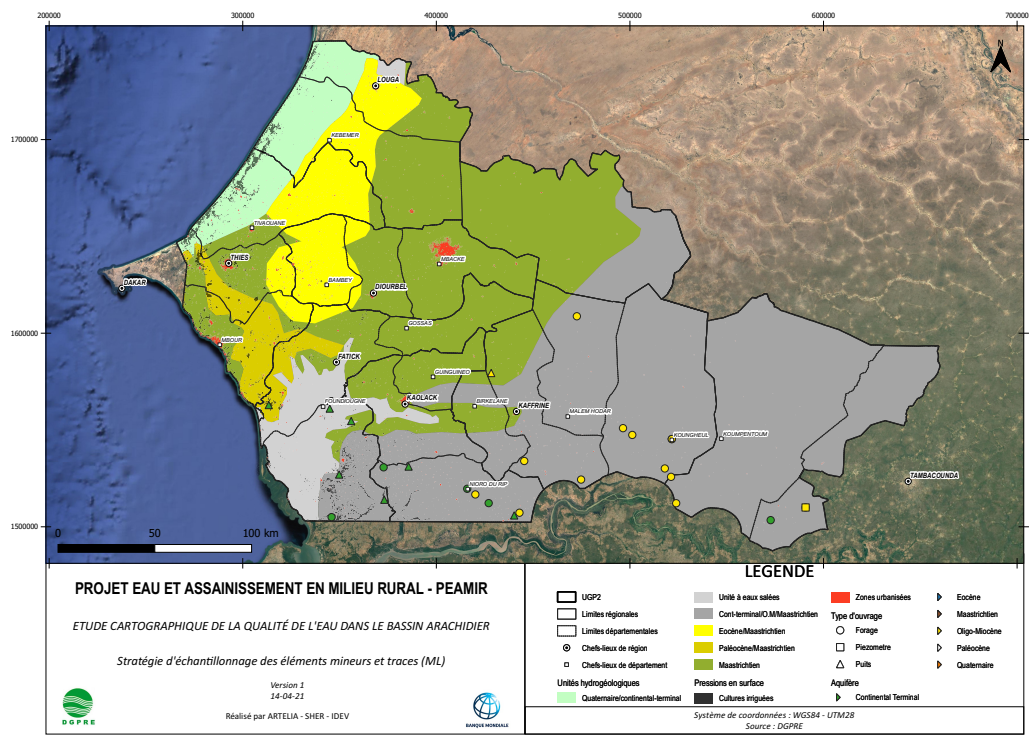 200000 300000 400000 500000 600000 700000
1700000
1600000
1500000
N
LOUGA
KEBEMER
TIVAOUANE
THIES
DAKAR
MBACKE
BAMBEY
DIOURBEL
GOSSAS
MBOUR
FATICK
GUINGUINEO
FOUNDIOUGNE
KAOLACK
BIRKELANE
KAFFRINE
MALEM HODAR
KOUNGHEUL
KOUMPENTOUM
TAMBACOUNDA
NIORO DU RIP
0 50 100 km
PROJET EAU ET ASSAINISSEMENT EN MILIEU RURAL - PEAMIR
ETUDE CARTOGRAPHIQUE DE LA QUALITÉ DE L'EAU DANS LE BASSIN ARACHIDIER
Stratégie d'échantillonnage des éléments mineurs et traces (ML)
Version 1
14-04-21
Réalisé par ARTELIA - SHER - IDEV
DGPRE
BANQUE MONDIALE
LEGENDE
UGP2
Limites régionales
Limites départementales
Chefs-lieux de région
Chefs-lieux de département
Unités hydrogéologiques
Quaternaire/continental-terminal
Unité à eaux salées
Cont-terminal/O.M/Maastrichtien
Eocène/Maastrichtien
Paléocène/Maastrichtien
Maastrichtien
Pressions en surface
Cultures irriguées
Zones urbanisées
Type d'ouvrage
Forage
Piezometre
Puits
Aquifère
Continental Terminal
Eocène
Maastrichtien
Oligo-Miocène
Paléocène
Quaternaire
Système de coordonnées : WGS84 - UTM28
Source : DGPRE